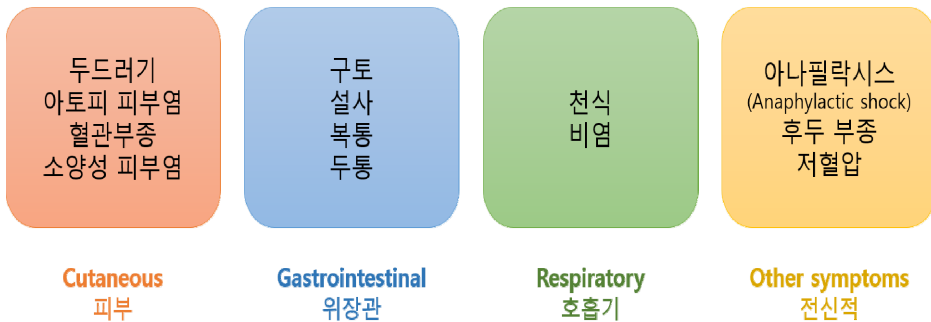 두드러기
아토피 피부염
혈관부종
소양성 피부염
Cutaneous
피부
구토
설사
복통
두통
Gastrointestinal
위장관
천식
비염
Respiratory
호흡기
아나필락시스
(Anaphylactic shock)
후두 부종
저혈압
Other symptoms
전신적